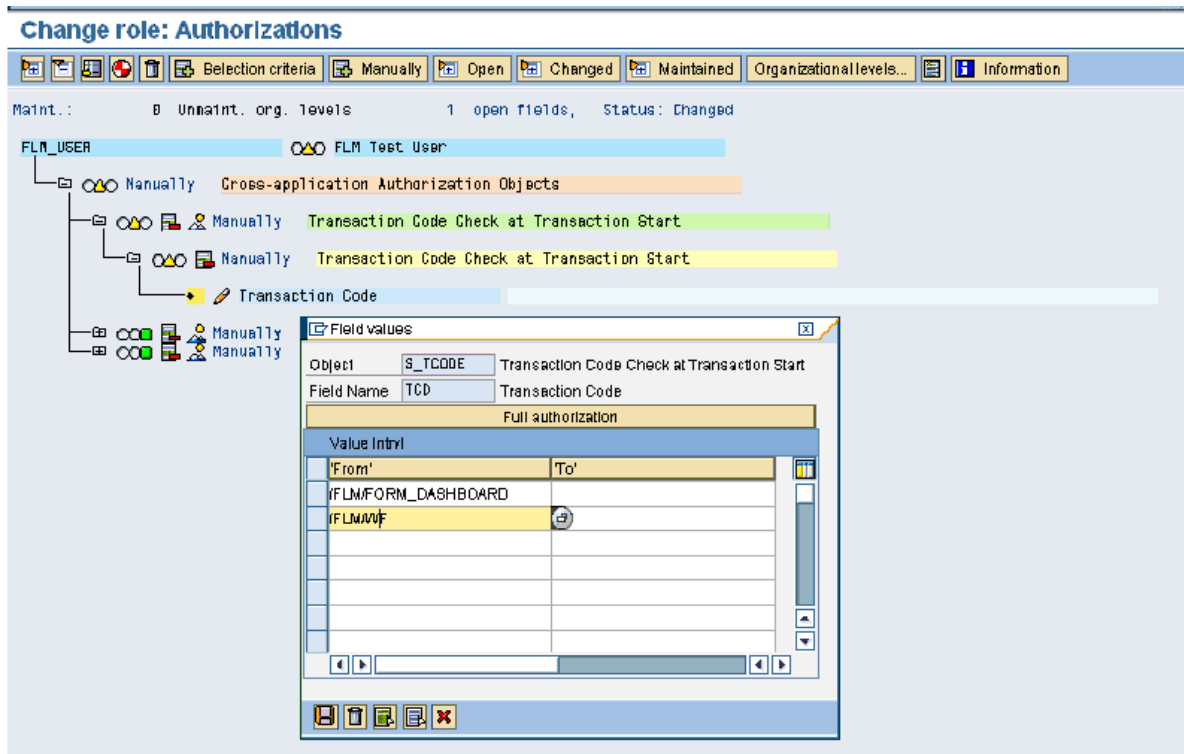 Change role: Authorizations
Selection criteria Manually Open Changed Maintained Organizational levels... Information
Maint.: 0 Unmaint. org. levels 1 open fields, Status: Changed
FLM_USER FLM Test User
Manually Cross-application Authorization Objects
Manually Transaction Code Check at Transaction Start
Manually Transaction Code Check at Transaction Start
Transaction Code
Manually
Manually
Field values
Object S_TCODE Transaction Code Check at Transaction Start
Field Name TCD Transaction Code
Full authorization
Value Intrvl
'From' 'To'
/FLM/FORM_DASHBOARD
/FLM/WF